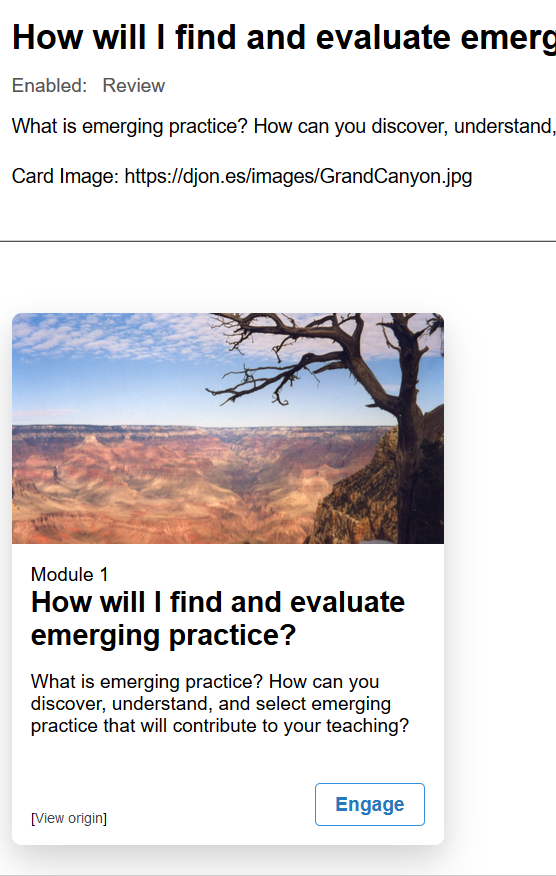 How will I find and evaluate
Enabled: Review
What is emerging practice? How can you discover, understand,
Card Image: https://djon.es/images/GrandCanyon.jpg
Module 1
How will I find and evaluate
emerging practice?
What is emerging practice? How can you
discover, understand, and select emerging
practice that will contribute to your teaching?
[View origin]
Engage